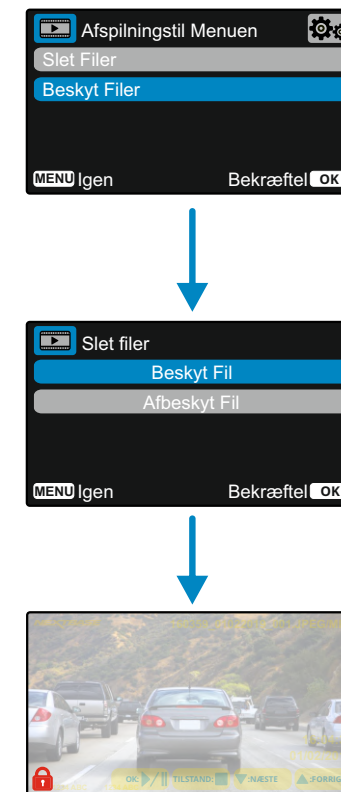 Afspilningstil Menuen
Slet Filer
Beskyt Filer
MENU Igen Bekræftel OK
Slet filer
Beskyt Fil
Afbeskyt Fil
MENU Igen Bekræftel OK
OK: TILSTAND: :NÆSTE :FORRIG